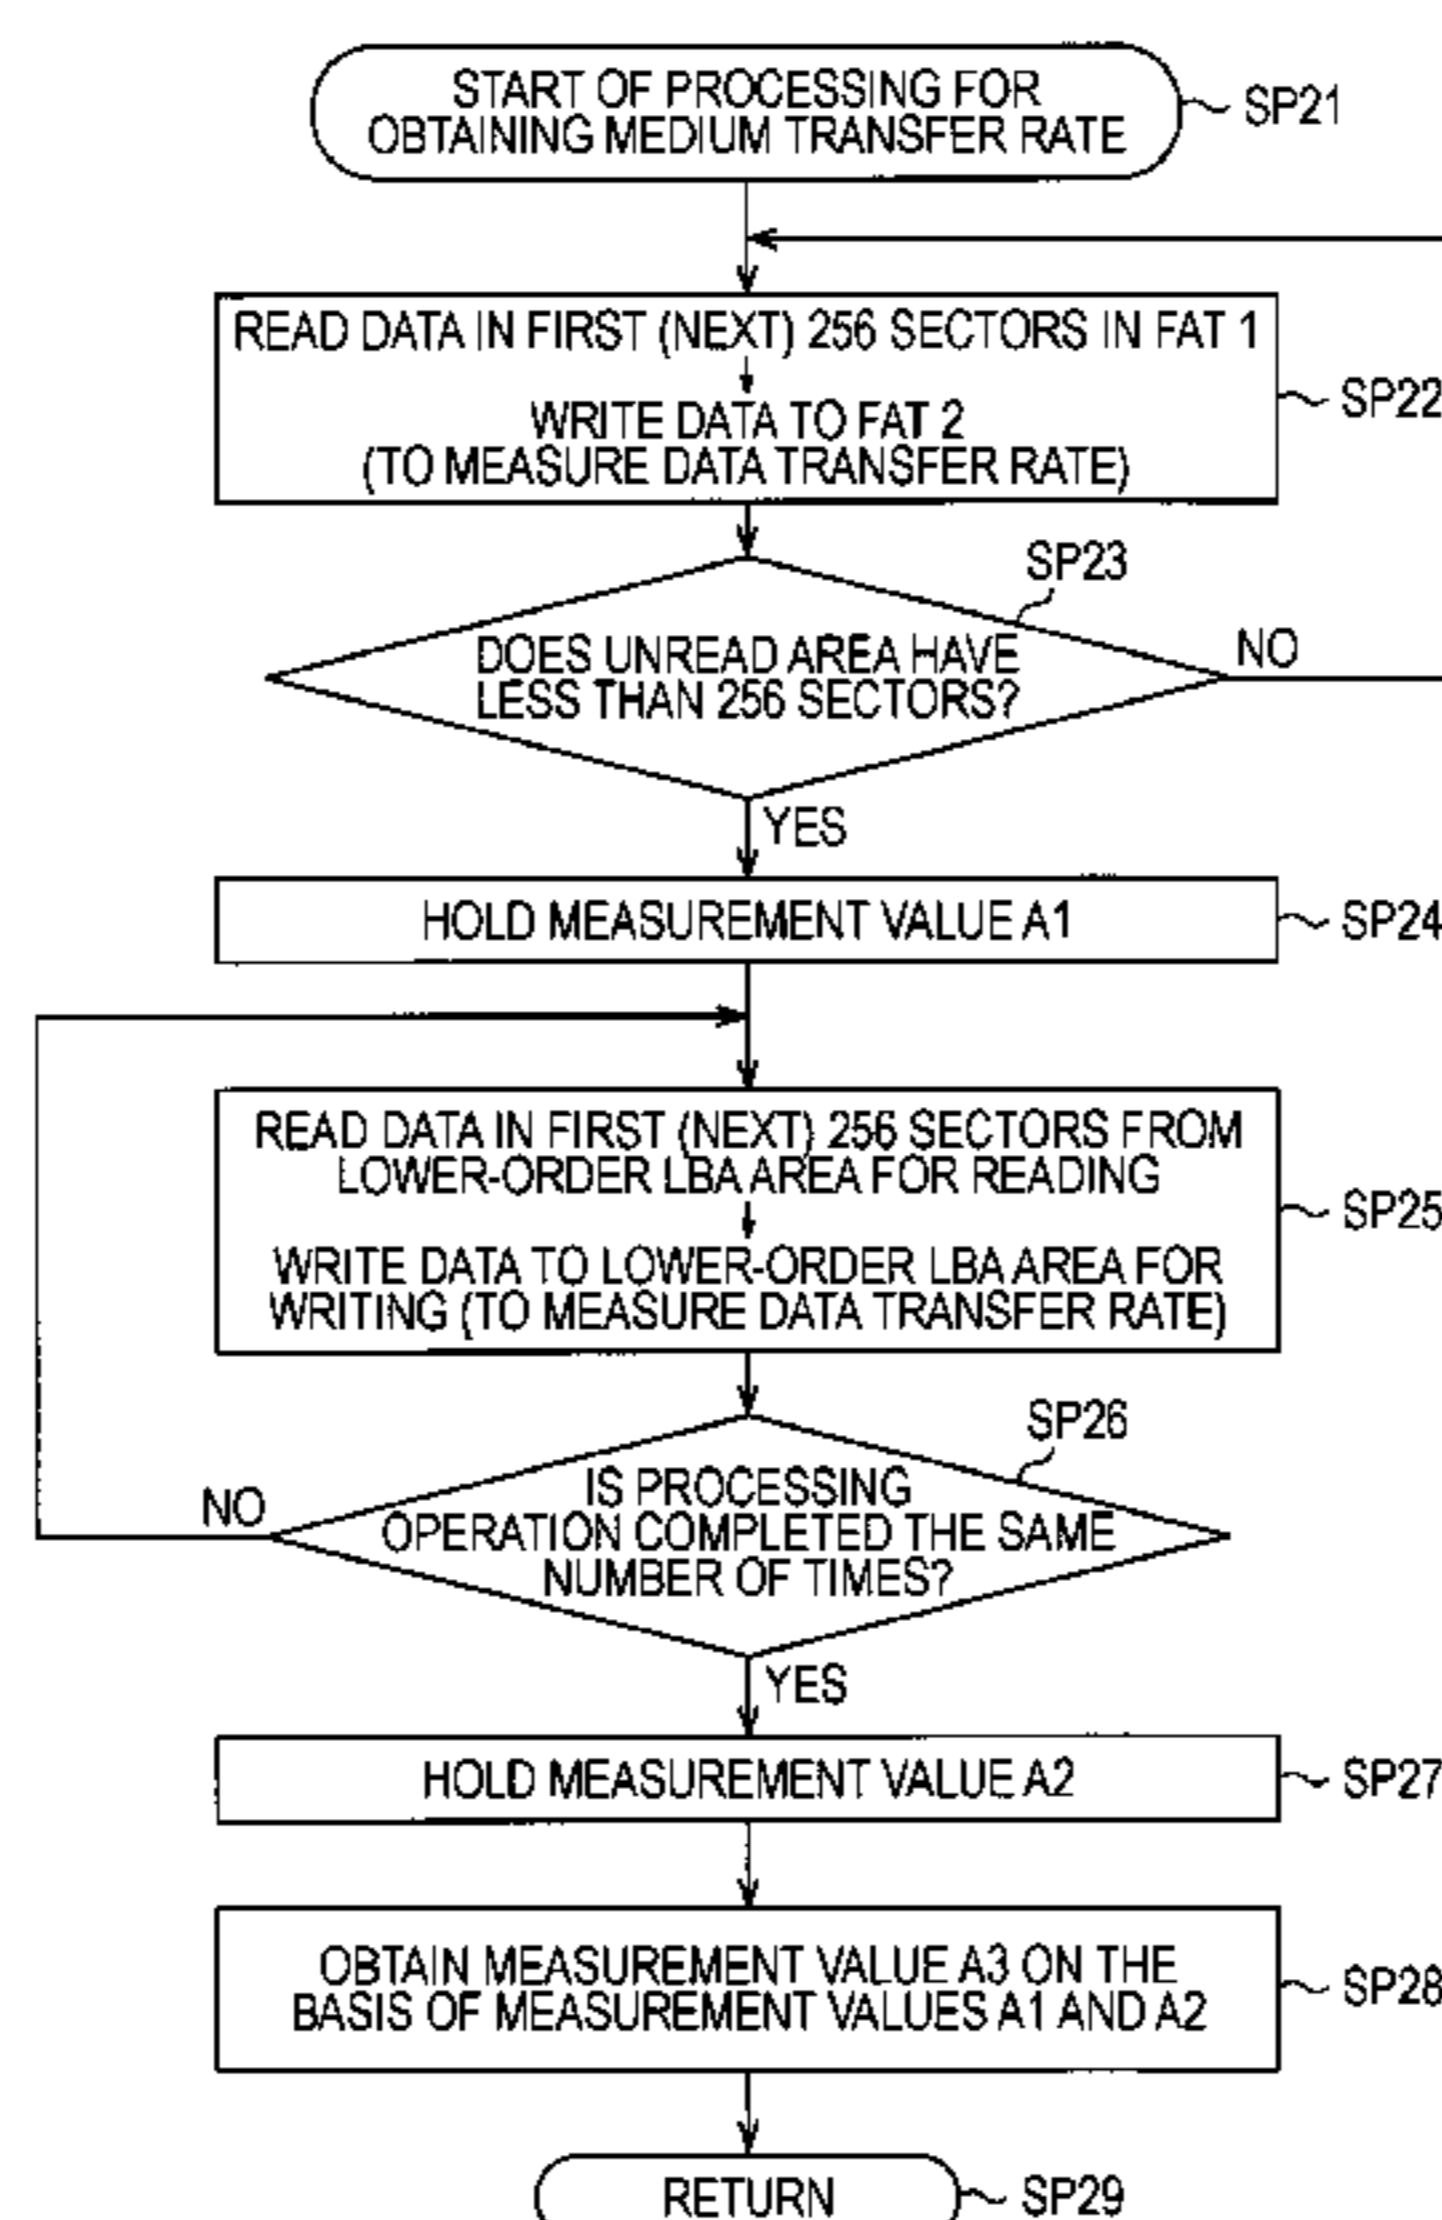 START OF PROCESSING FOR
OBTAINING MEDIUM TRANSFER RATE
SP21
READ DATA IN FIRST (NEXT) 256 SECTORS IN FAT 1
WRITE DATA TO FAT 2
(TO MEASURE DATA TRANSFER RATE)
SP22
SP23
DOES UNREAD AREA HAVE
LESS THAN 256 SECTORS?
NO
YES
HOLD MEASUREMENT VALUE A1
SP24
READ DATA IN FIRST (NEXT) 256 SECTORS FROM
LOWER-ORDER LBA AREA FOR READING
WRITE DATA TO LOWER-ORDER LBA AREA FOR
WRITING (TO MEASURE DATA TRANSFER RATE)
SP25
SP26
IS PROCESSING
OPERATION COMPLETED THE SAME
NUMBER OF TIMES?
NO
YES
HOLD MEASUREMENT VALUE A2
SP27
OBTAIN MEASUREMENT VALUE A3 ON THE
BASIS OF MEASUREMENT VALUES A1 AND A2
SP28
RETURN
SP29